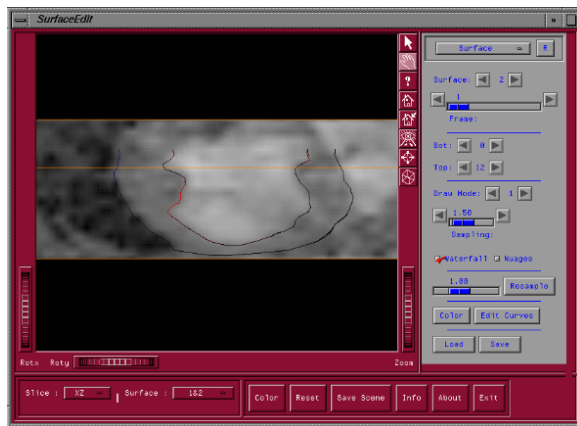 SurfaceEdit
Surface
R
Surface: 2
1
Frame:
Bot: 0
Top: 12
Draw Mode: 1
1.50
Sampling:
Waterfall Nuages
1.00 Resample
Color Edit Curves
Load Save
?
Rotx Roty Zoom
Slice : XZ Surface : 1&2 Color Reset Save Scene Info About Exit